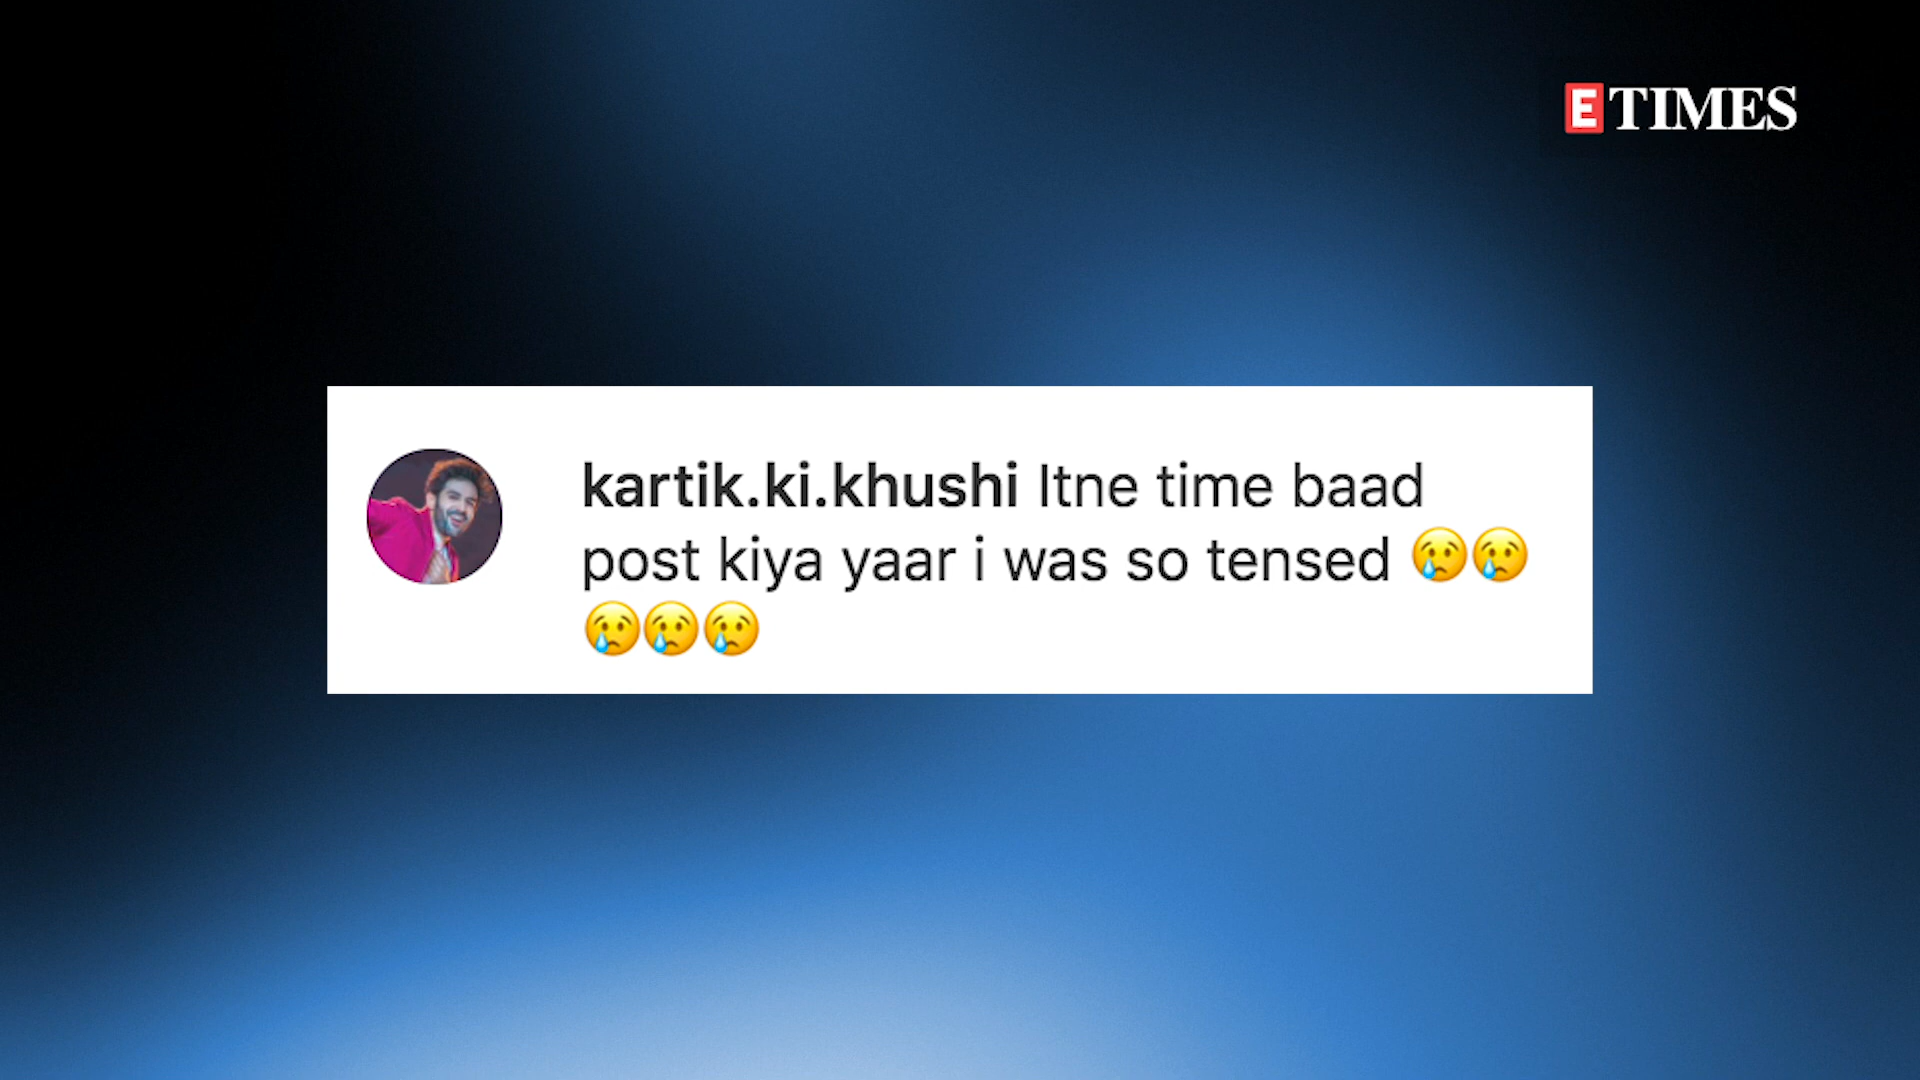 ETIMES
kartik.ki.khushi Itne time baad
post kiya yaar i was so tensed 😢😢
😢😢😢